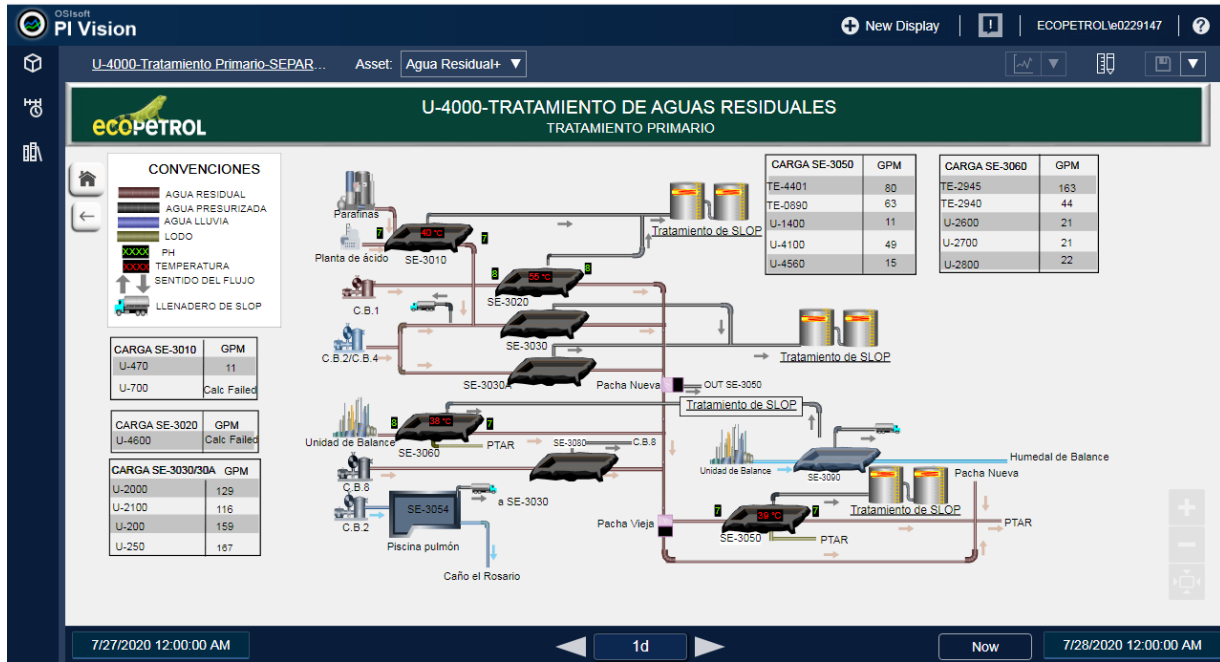 OSIsoft
PI Vision
New Display
ECOPETROL\e0229147
?
U-4000-Tratamiento Primario-SEPAR...
Asset:
Agua Residual+
ecopetrol
U-4000-TRATAMIENTO DE AGUAS RESIDUALES
TRATAMIENTO PRIMARIO
CONVENCIONES
AGUA RESIDUAL
AGUA PRESURIZADA
AGUA LLUVIA
LODO
XXXX PH
XXXX TEMPERATURA
SENTIDO DEL FLUJO
LLENADERO DE SLOP
CARGA SE-3010 GPM
U-470 11
U-700 Calc Failed
CARGA SE-3020 GPM
U-4600 Calc Failed
CARGA SE-3030/30A GPM
U-2000 129
U-2100 116
U-200 159
U-250 167
CARGA SE-3050 GPM
TE-4401 80
TE-0890 63
U-1400 11
U-4100 49
U-4560 15
CARGA SE-3060 GPM
TE-2945 163
TE-2940 44
U-2600 21
U-2700 21
U-2800 22
Parafinas
Planta de ácido
7
40 °C
7
SE-3010
Tratamiento de SLOP
8
55 °C
8
SE-3020
C.B.1
SE-3030
C.B.2/C.B.4
SE-3030A
Tratamiento de SLOP
Pacha Nueva
OUT SE-3050
Tratamiento de SLOP
8
38 °C
7
Unidad de Balance
SE-3060
PTAR
SE-3080
C.B.8
C.B.8
a SE-3030
SE-3054
C.B.2
Piscina pulmón
Caño el Rosario
Unidad de Balance
SE-3090
Humedal de Balance
Pacha Nueva
Pacha Vieja
7
39 °C
7
Tratamiento de SLOP
SE-3050
PTAR
PTAR
7/27/2020 12:00:00 AM
1d
Now
7/28/2020 12:00:00 AM